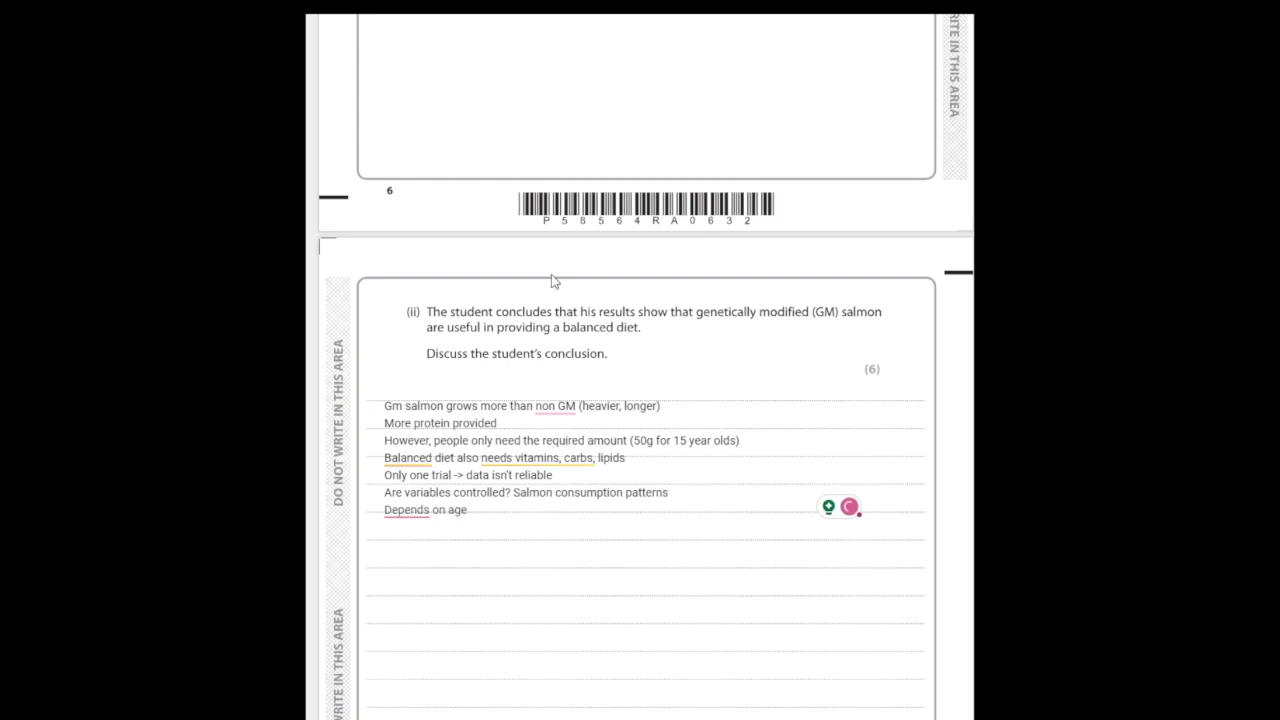 RITE IN THIS AREA
6
P 5 8 5 6 4 R A 0 6 3 2
DO NOT WRITE IN THIS AREA
(ii) The student concludes that his results show that genetically modified (GM) salmon
are useful in providing a balanced diet.
Discuss the student's conclusion.
(6)
Gm salmon grows more than non GM (heavier, longer)
More protein provided
However, people only need the required amount (50g for 15 year olds)
Balanced diet also needs vitamins, carbs, lipids
Only one trial -> data isn't reliable
Are variables controlled? Salmon consumption patterns
Depends on age
WRITE IN THIS AREA